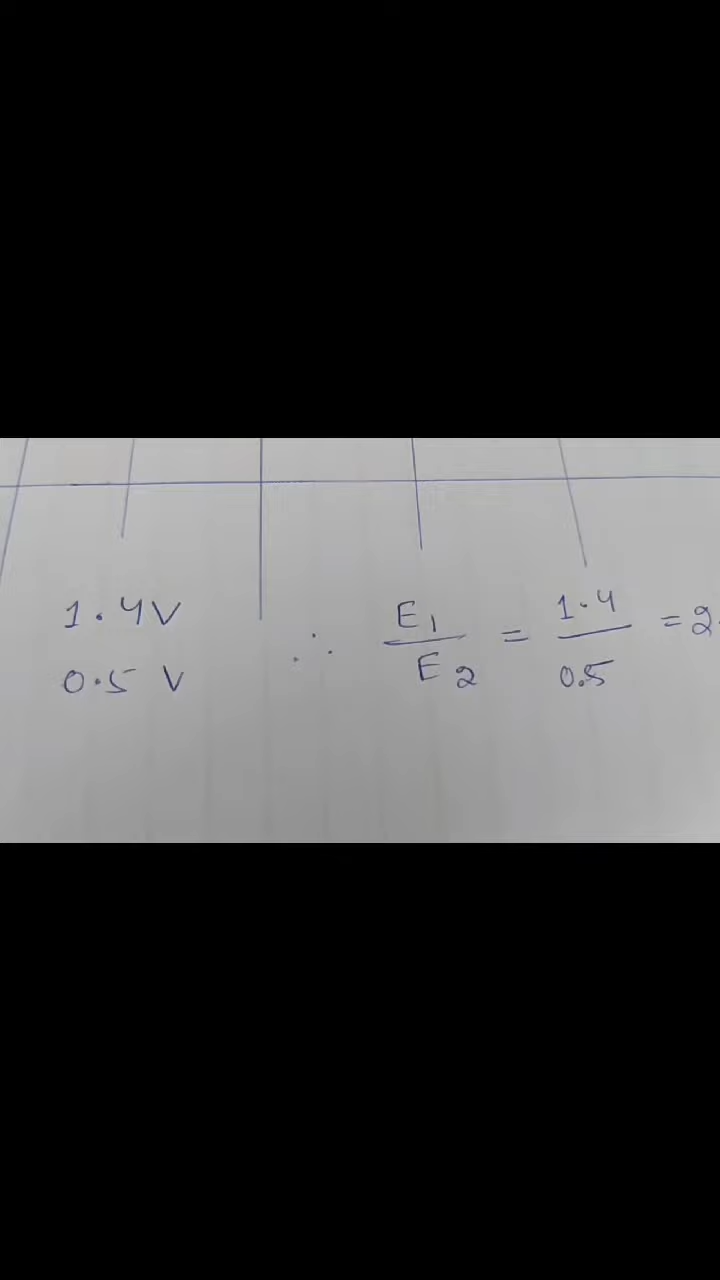 1.4V ∴ E1/E2 = 1.4/0.5 = 2.
0.5 V